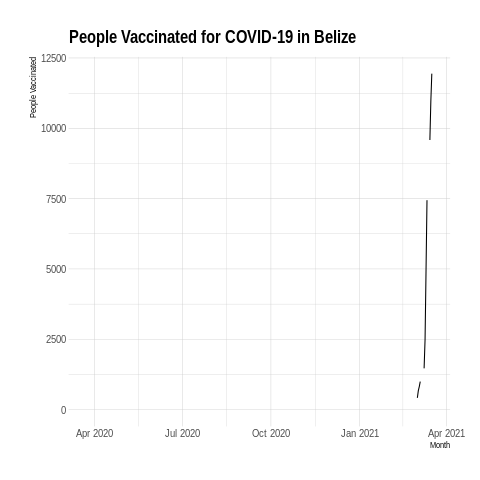 People Vaccinated for COVID-19 in Belize
People Vaccinated
12500
10000
7500
5000
2500
0
Apr 2020 Jul 2020 Oct 2020 Jan 2021 Apr 2021
Month